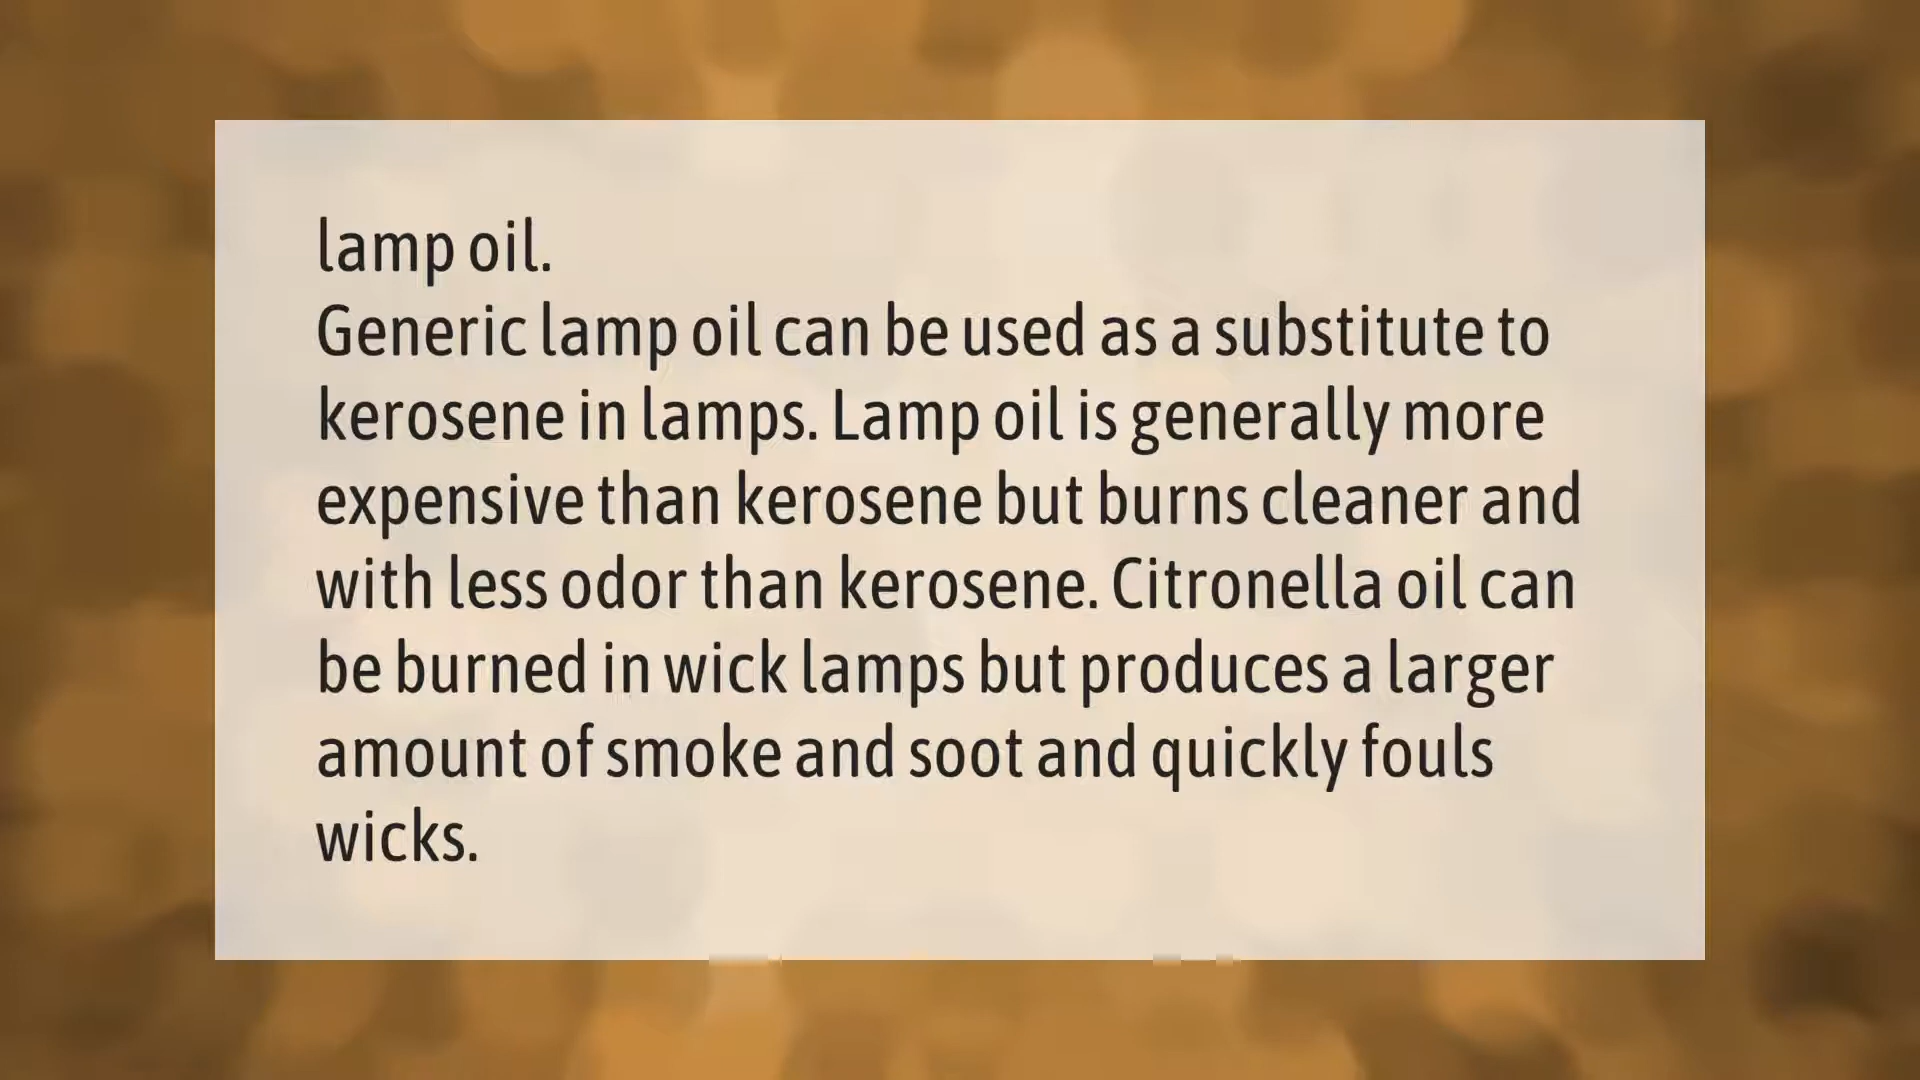 lamp oil.
Generic lamp oil can be used as a substitute to
kerosene in lamps. Lamp oil is generally more
expensive than kerosene but burns cleaner and
with less odor than kerosene. Citronella oil can
be burned in wick lamps but produces a larger
amount of smoke and soot and quickly fouls
wicks.